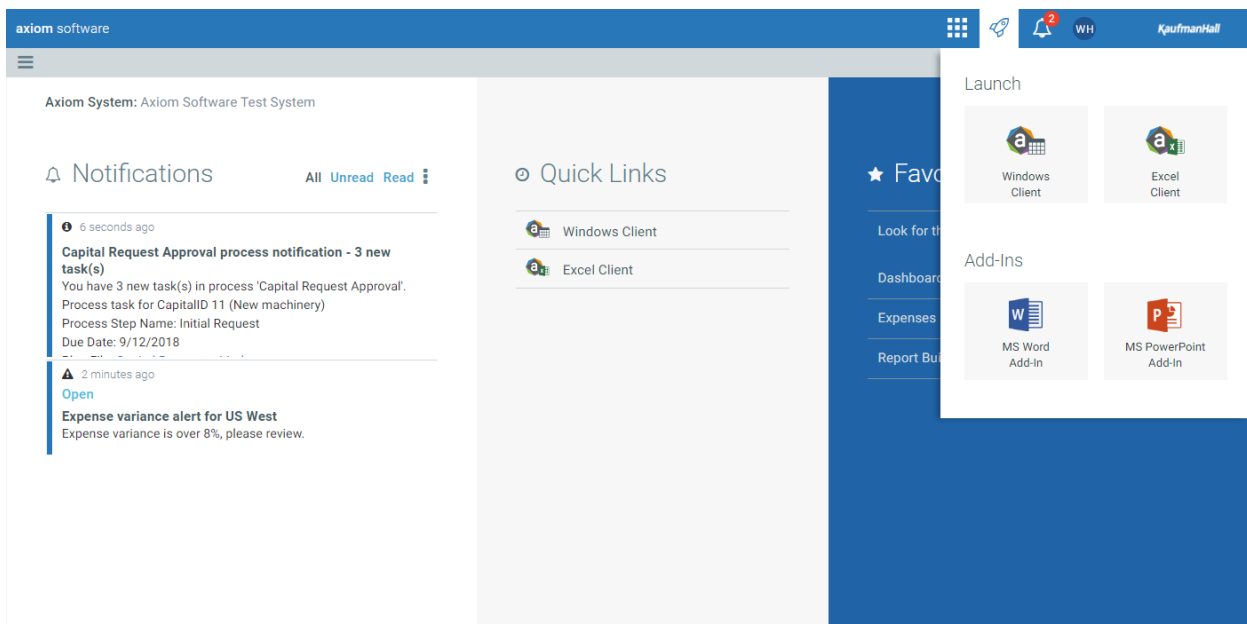 axiom software
2
WH
KaufmanHall
Axiom System: Axiom Software Test System
Notifications
All Unread Read
6 seconds ago
Capital Request Approval process notification - 3 new
task(s)
You have 3 new task(s) in process 'Capital Request Approval'.
Process task for CapitalID 11 (New machinery)
Process Step Name: Initial Request
Due Date: 9/12/2018
2 minutes ago
Open
Expense variance alert for US West
Expense variance is over 8%, please review.
Quick Links
Windows Client
Excel Client
Favo
Look for th
Dashboard
Expenses
Report Bui
Launch
Windows
Client
Excel
Client
Add-Ins
MS Word
Add-In
MS PowerPoint
Add-In